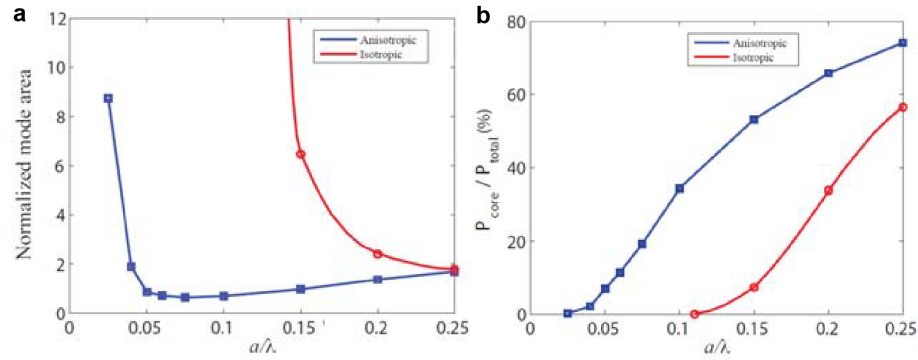 a
12
10
8
6
4
2
0
Normalized mode area
Anisotropic
Isotropic
0
0.05
0.1
0.15
0.2
0.25
a/λ
b
80
60
40
20
0
P core / P total (%)
Anisotropic
Isotropic
0
0.05
0.1
0.15
0.2
0.25
a/λ